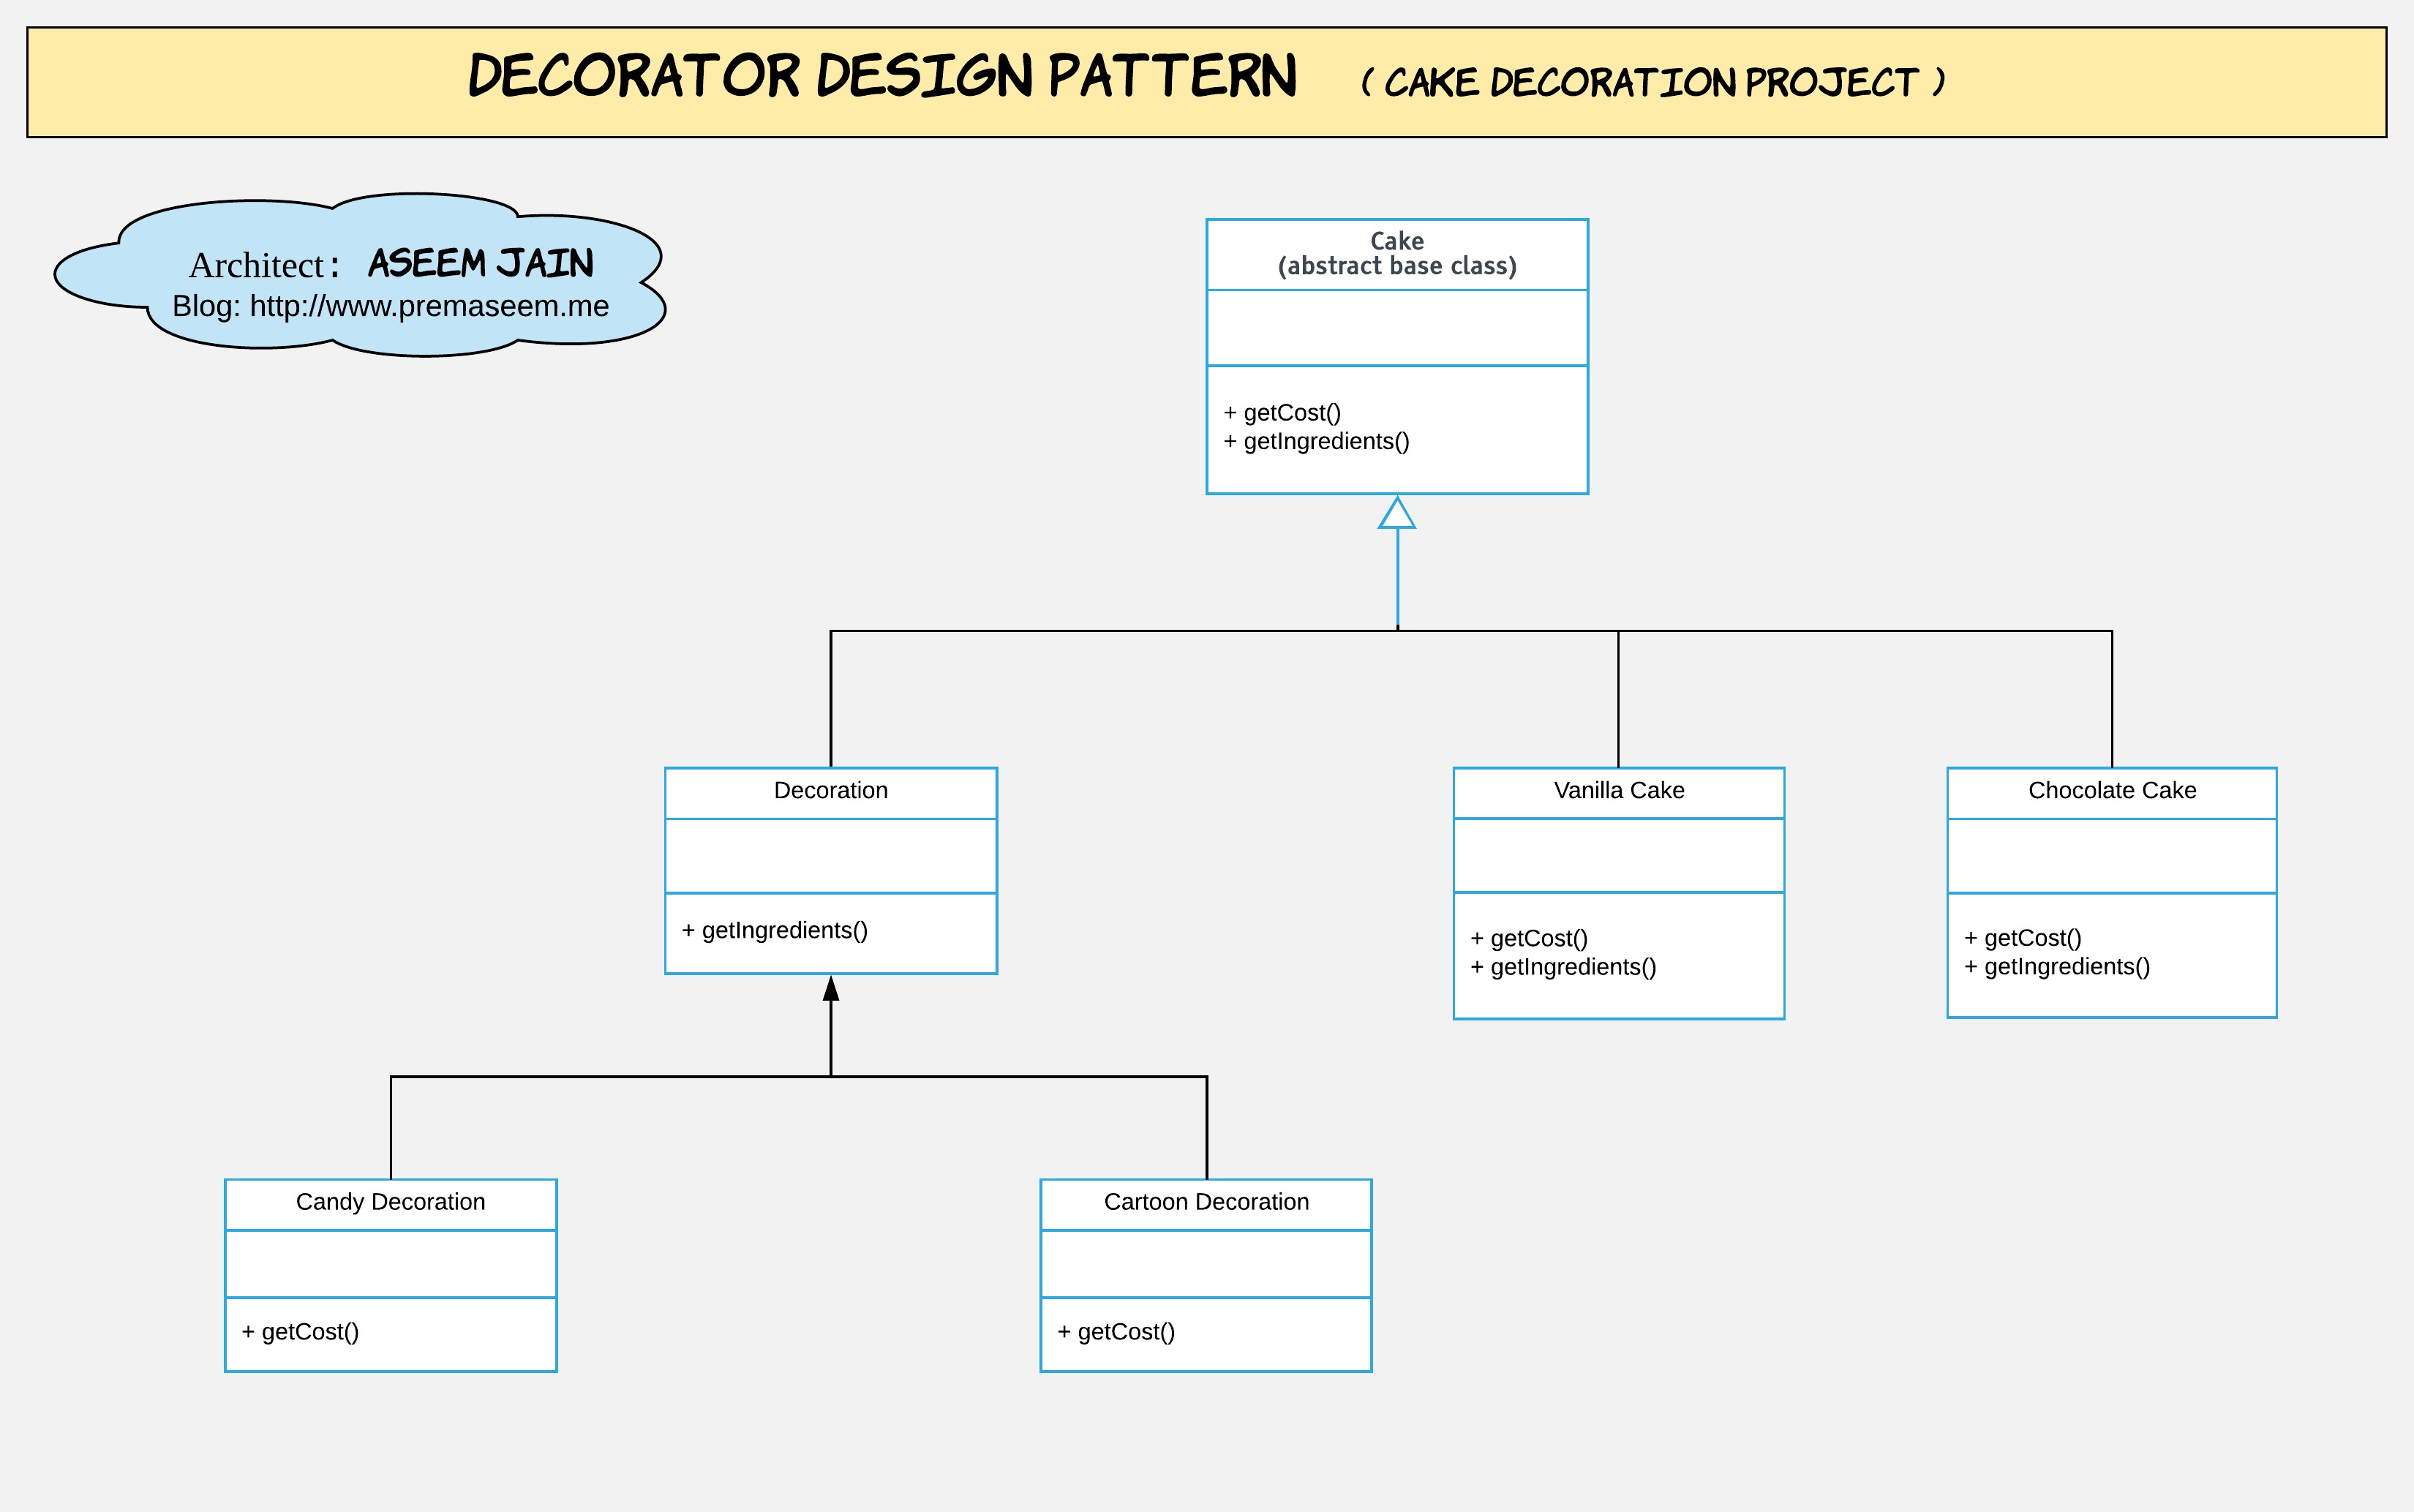 DECORATOR DESIGN PATTERN ( CAKE DECORATION PROJECT )
Architect: ASEEM JAIN
Blog: http://www.premaseem.me
Cake
(abstract base class)
+ getCost()
+ getIngredients()
Decoration
+ getIngredients()
Vanilla Cake
+ getCost()
+ getIngredients()
Chocolate Cake
+ getCost()
+ getIngredients()
Candy Decoration
+ getCost()
Cartoon Decoration
+ getCost()